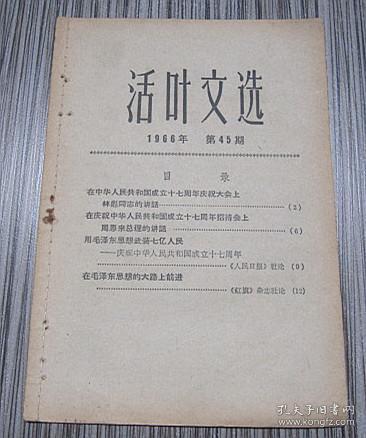 活叶文选
1966年 第45期
目 录
在中华人民共和国成立十七周年庆祝大会上
林彪同志的讲話 (2)
在庆祝中华人民共和国成立十七周年招待会上
周恩来总理的讲話 (6)
用毛泽东思想武装七亿人民
——庆祝中华人民共和国成立十七周年
《人民日报》社论 (9)
在毛泽东思想的大路上前进
《红旗》杂志社论 (12)
孔夫子旧书网
kongfz.com